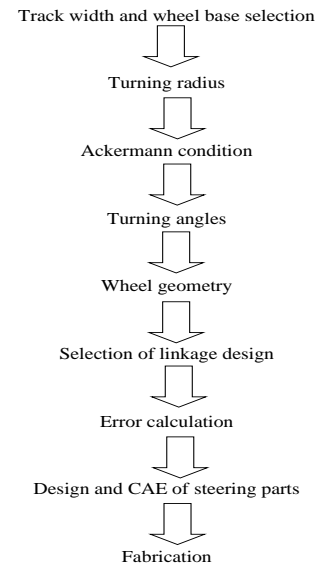 Track width and wheel base selection
Turning radius
Ackermann condition
Turning angles
Wheel geometry
Selection of linkage design
Error calculation
Design and CAE of steering parts
Fabrication